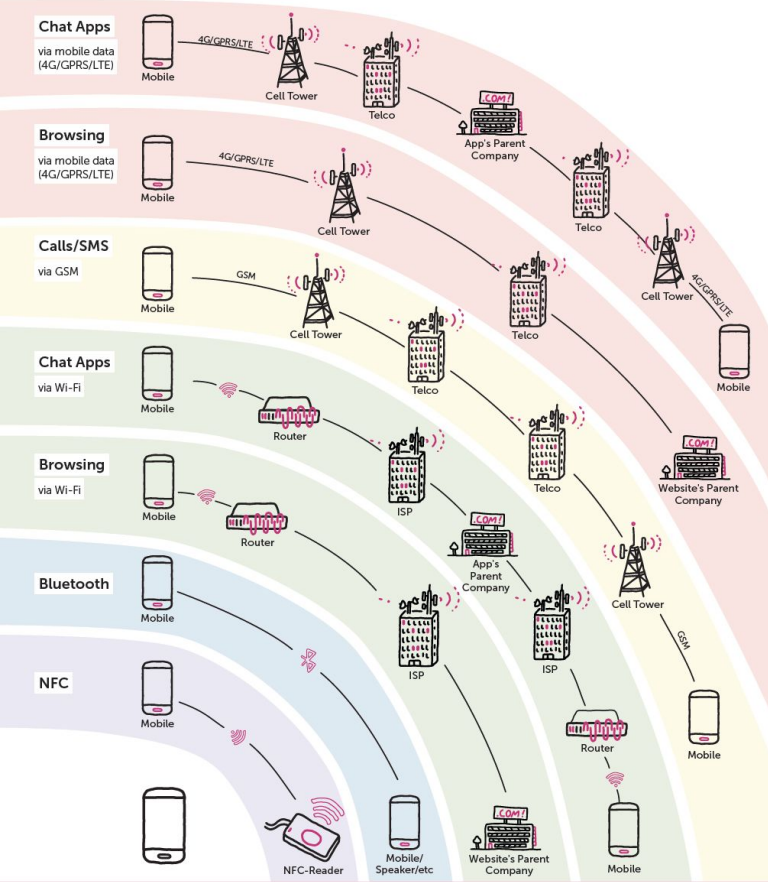 Chat Apps
via mobile data
(4G/GPRS/LTE)
Mobile
4G/GPRS/LTE
Cell Tower
Telco
.COM!
App's Parent
Company
Telco
Cell Tower
4G/GPRS/LTE
Mobile
Browsing
via mobile data
(4G/GPRS/LTE)
Mobile
4G/GPRS/LTE
Cell Tower
Telco
.COM!
Website's Parent
Company
Calls/SMS
via GSM
Mobile
GSM
Cell Tower
Telco
Telco
Cell Tower
GSM
Mobile
Chat Apps
via Wi-Fi
Mobile
Router
ISP
.COM!
App's
Parent
Company
ISP
Router
Mobile
Browsing
via Wi-Fi
Mobile
Router
ISP
.COM!
Website's Parent
Company
Bluetooth
Mobile
Mobile/
Speaker/etc
NFC
Mobile
NFC-Reader